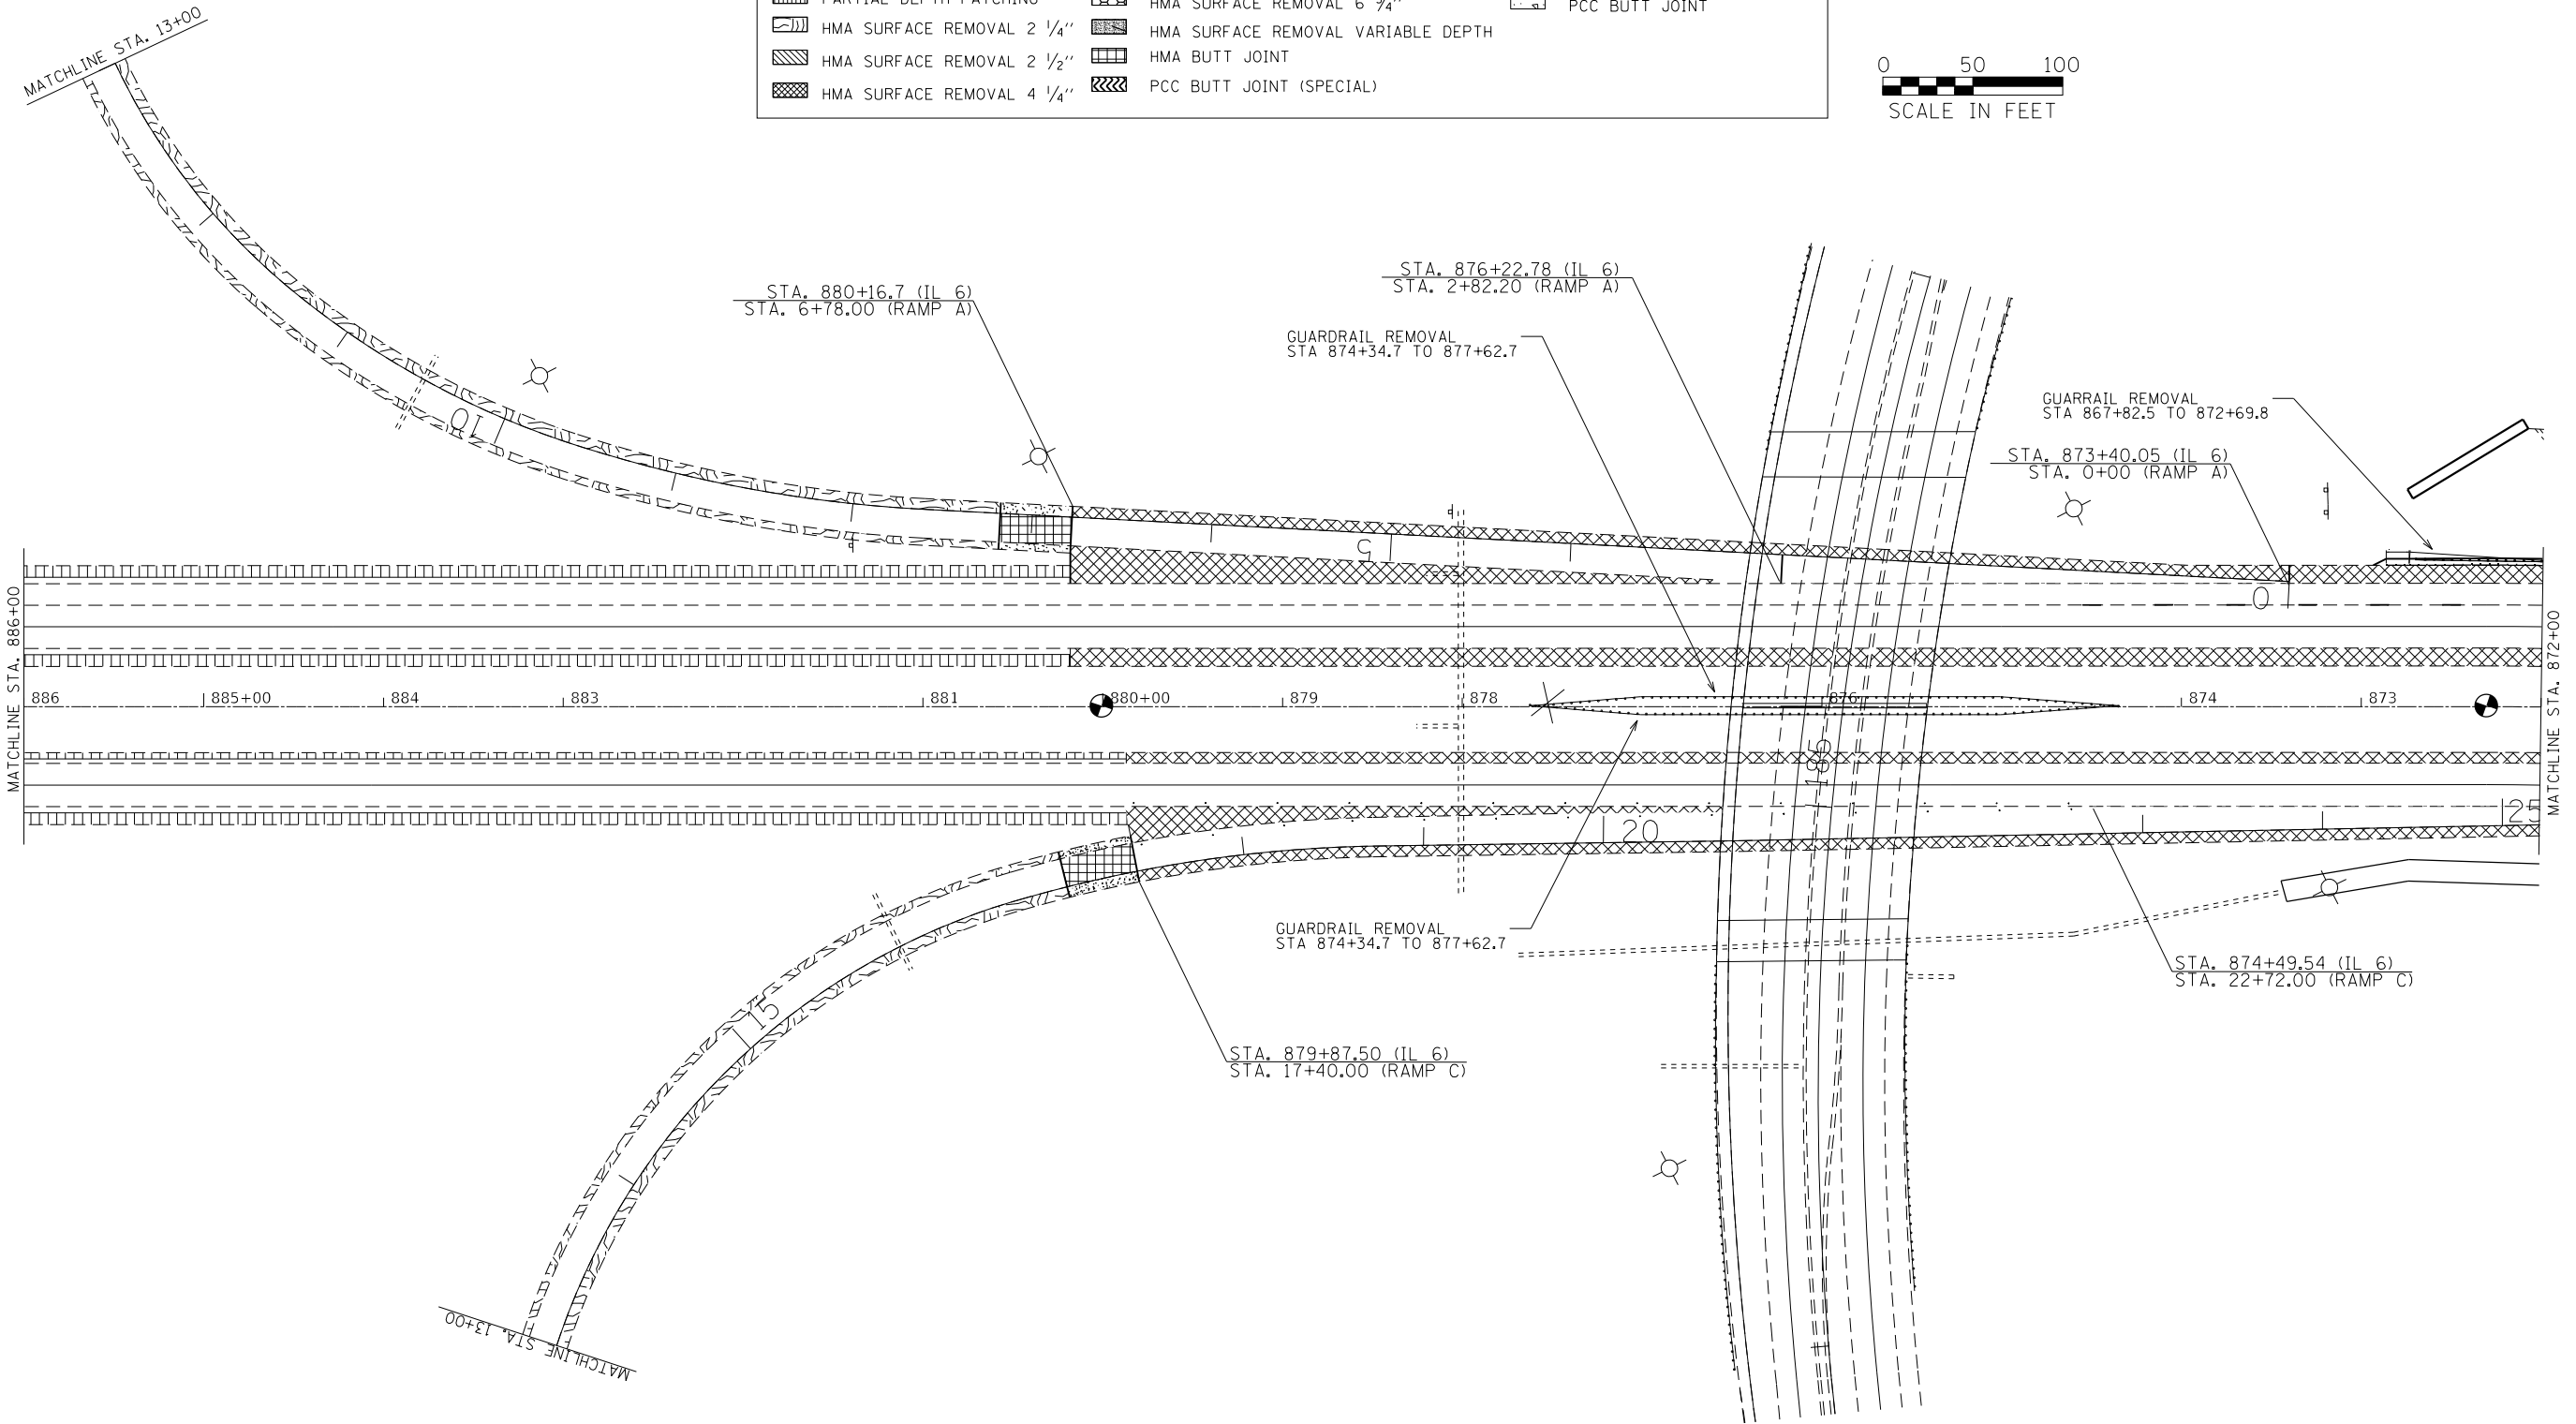 PARTIAL DEPTH PATCHING
HMA SURFACE REMOVAL 2 1/4"
HMA SURFACE REMOVAL 2 1/2"
HMA SURFACE REMOVAL 4 1/4"
HMA SURFACE REMOVAL 6 3/4"
HMA SURFACE REMOVAL VARIABLE DEPTH
HMA BUTT JOINT
PCC BUTT JOINT (SPECIAL)
PCC BUTT JOINT
0 50 100
SCALE IN FEET
MATCHLINE STA. 13+00
STA. 880+16.7 (IL 6)
STA. 6+78.00 (RAMP A)
STA. 876+22.78 (IL 6)
STA. 2+82.20 (RAMP A)
GUARDRAIL REMOVAL
STA 874+34.7 TO 877+62.7
GUARRAIL REMOVAL
STA 867+82.5 TO 872+69.8
STA. 873+40.05 (IL 6)
STA. 0+00 (RAMP A)
10
5
0
MATCHLINE STA. 886+00
886 885+00 884 883 881 880+00 879 878 876 874 873
MATCHLINE STA. 872+00
185
20
25
GUARDRAIL REMOVAL
STA 874+34.7 TO 877+62.7
STA. 874+49.54 (IL 6)
STA. 22+72.00 (RAMP C)
15
STA. 879+87.50 (IL 6)
STA. 17+40.00 (RAMP C)
MATCHLINE STA. 13+00